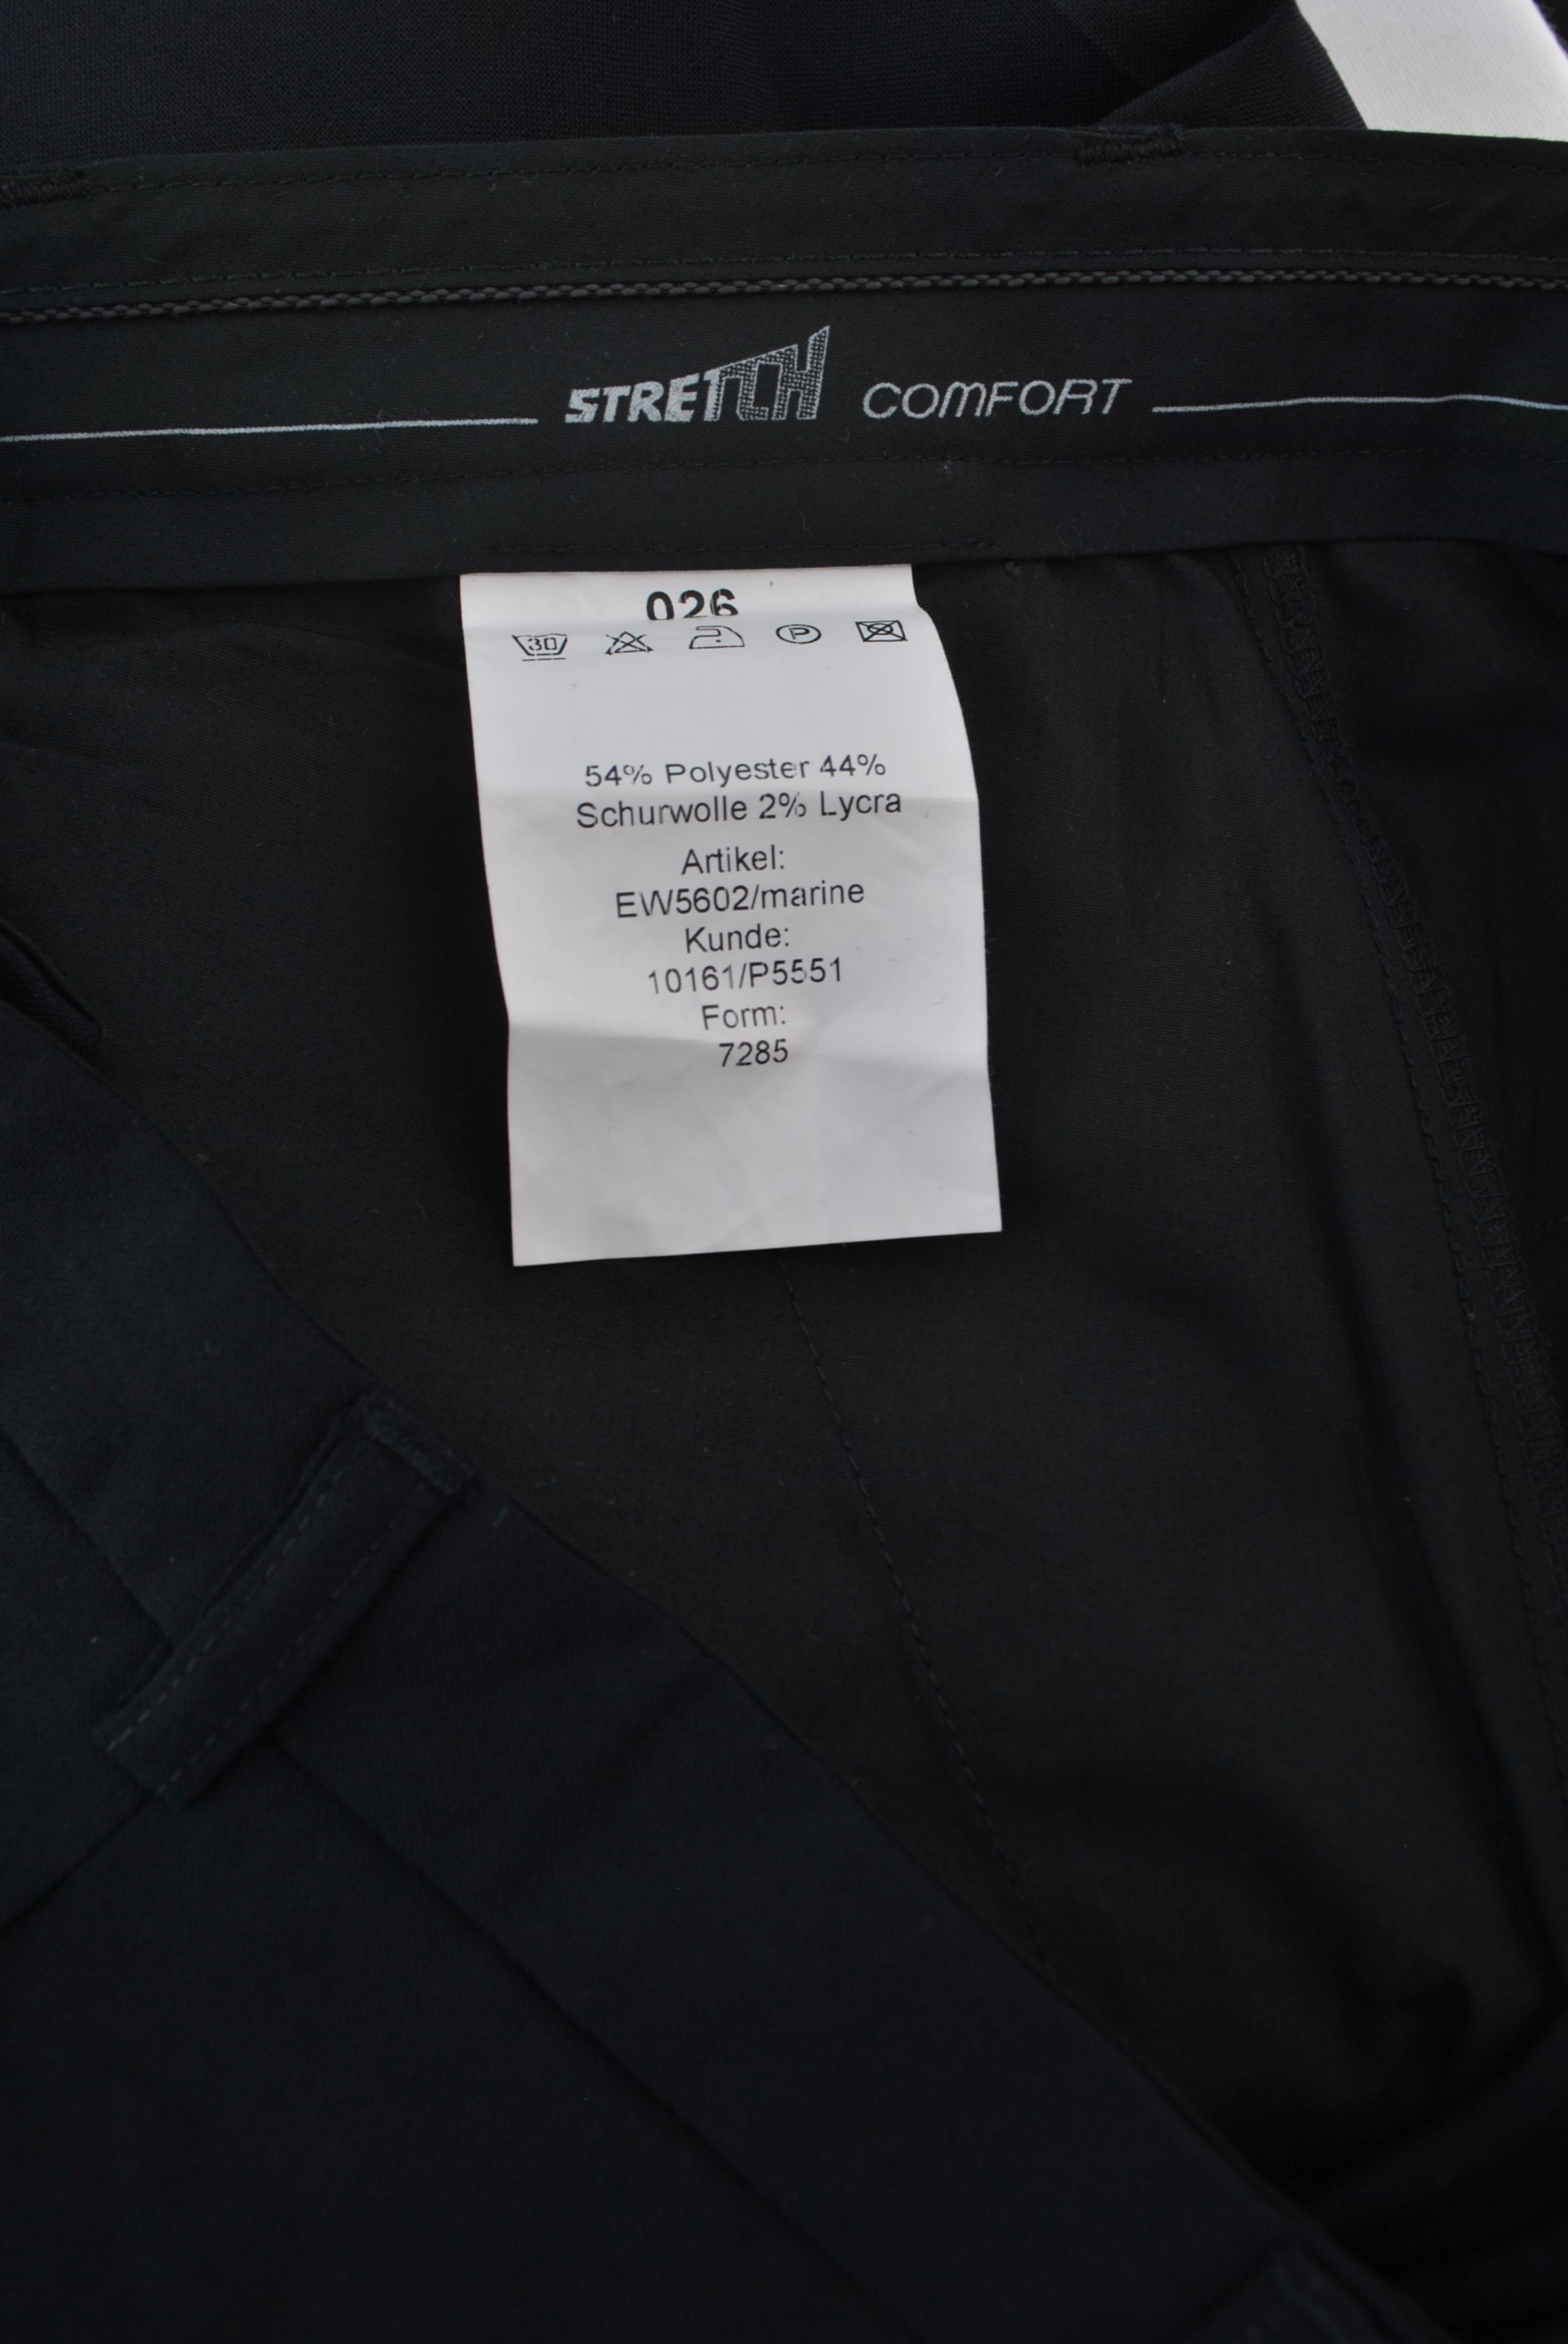 STRETCH COMFORT
026
30 P
54% Polyester 44%
Schurwolle 2% Lycra
Artikel:
EW5602/marine
Kunde:
10161/P5551
Form:
7285